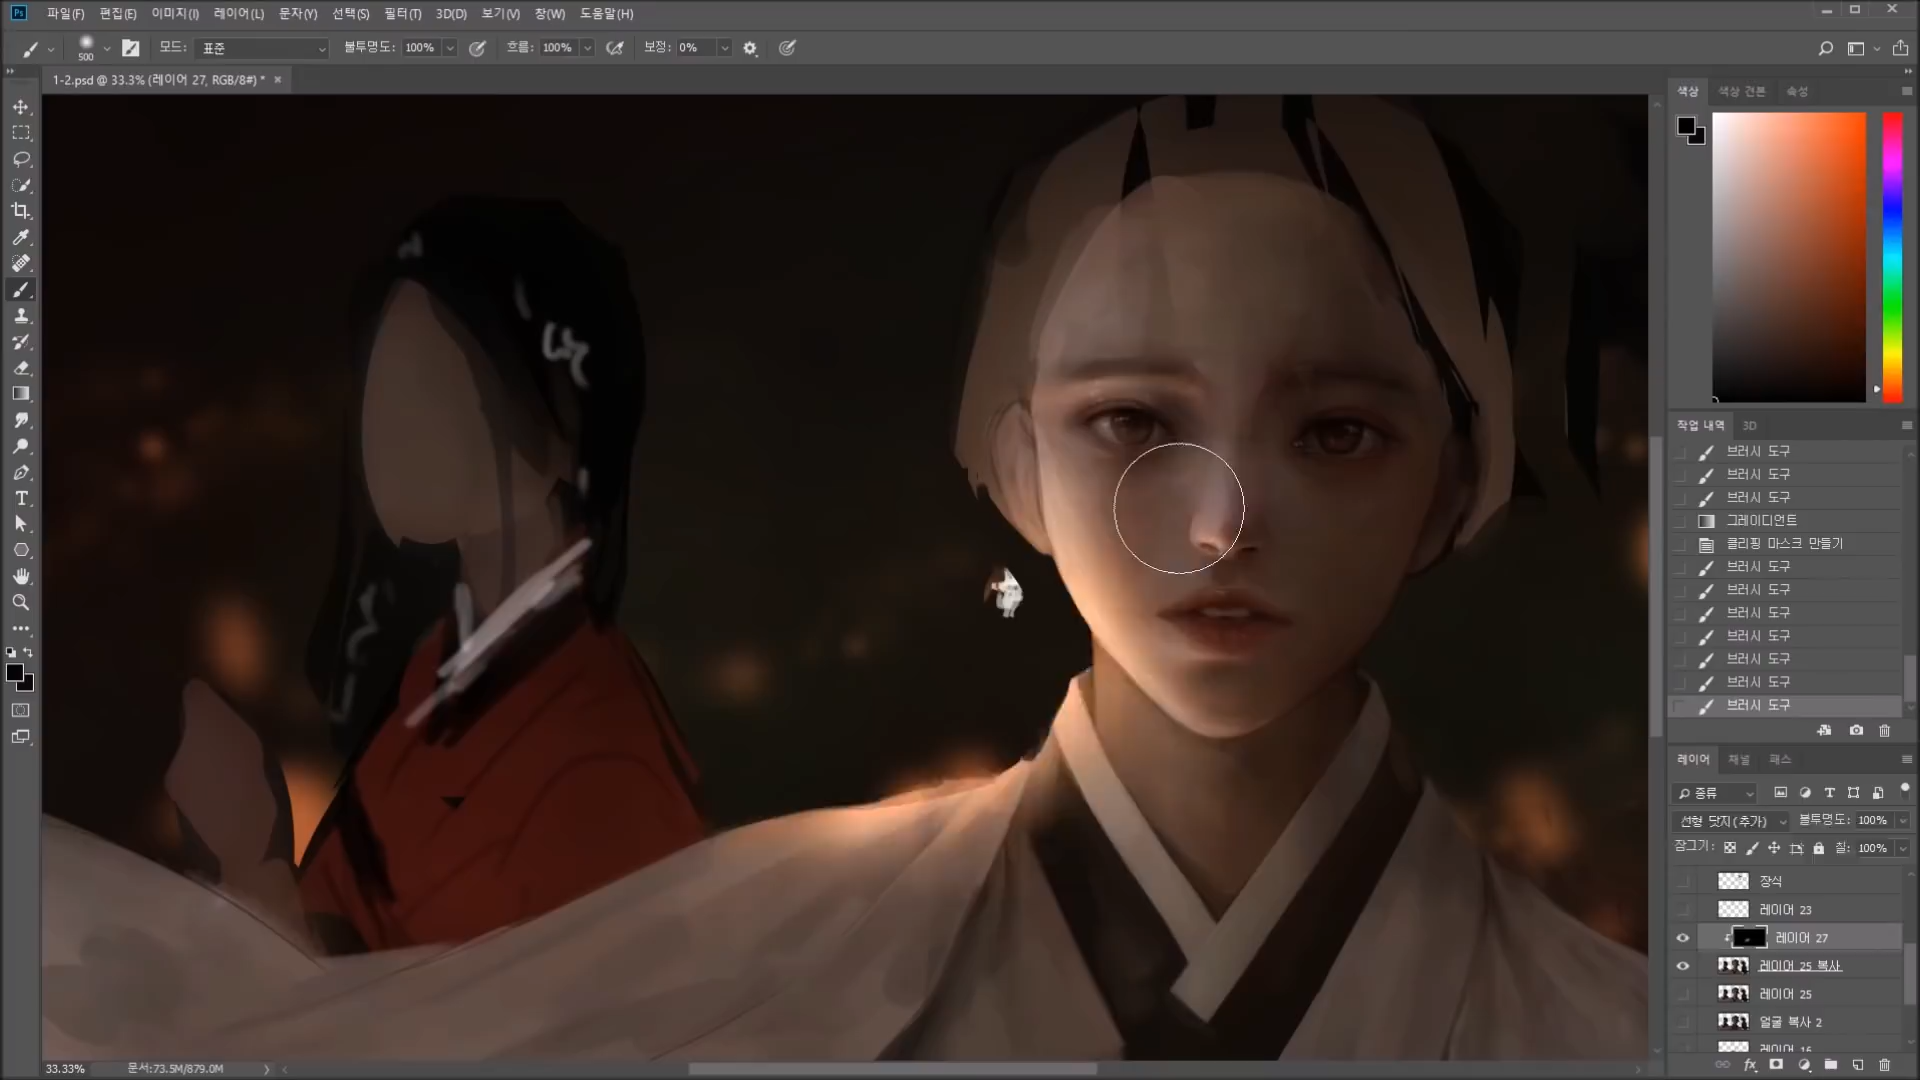 Ps 파일(F) 편집(E) 이미지(I) 레이어(L) 문자(Y) 선택(S) 필터(T) 3D(D) 보기(V) 창(W) 도움말(H)
500 모드: 표준 불투명도: 100% 흐름: 100% 보정: 0%
1-2.psd @ 33.3% (레이어 27, RGB/8#) * ×
색상 색상 견본 속성
작업 내역 3D
브러시 도구
브러시 도구
브러시 도구
그레이디언트
클리핑 마스크 만들기
브러시 도구
브러시 도구
브러시 도구
브러시 도구
브러시 도구
브러시 도구
브러시 도구
레이어 채널 패스
종류
선형 닷지(추가) 불투명도: 100%
잠그기: 칠: 100%
장식
레이어 23
레이어 27
레이어 25 복사
레이어 25
얼굴 복사 2
레이어 16
fx
33.33% 문서:73.5M/879.0M